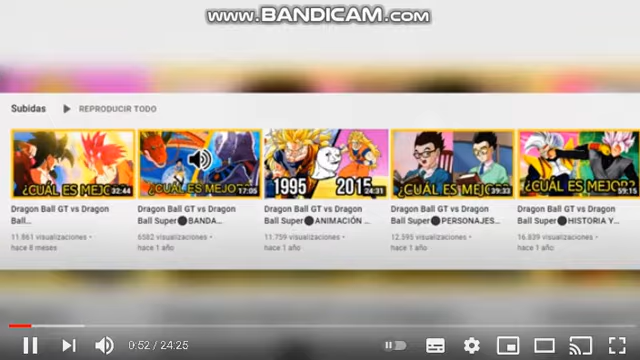 www.BANDICAM.com
Subidas REPRODUCIR TODO
¿CUÁL ES MEJO 32:44
¿CUÁL ES MEJOR? 17:05
1995 2015 24:31
¿CUÁL ES MEJO 39:33
¿CUÁL ES MEJOR? 59:15
Dragon Ball GT vs Dragon
Ball...
11.861 visualizaciones •
hace 8 meses
Dragon Ball GT vs Dragon
Ball Super●BANDA...
6582 visualizaciones •
hace 1 año
Dragon Ball GT vs Dragon
Ball Super●ANIMACIÓN ...
11.759 visualizaciones •
hace 1 año
Dragon Ball GT vs Dragon
Ball Super●PERSONAJES...
12.595 visualizaciones •
hace 1 año
Dragon Ball GT vs Dragon
Ball Super●HISTORIA Y...
16.839 visualizaciones •
hace 1 año
0:52 / 24:25